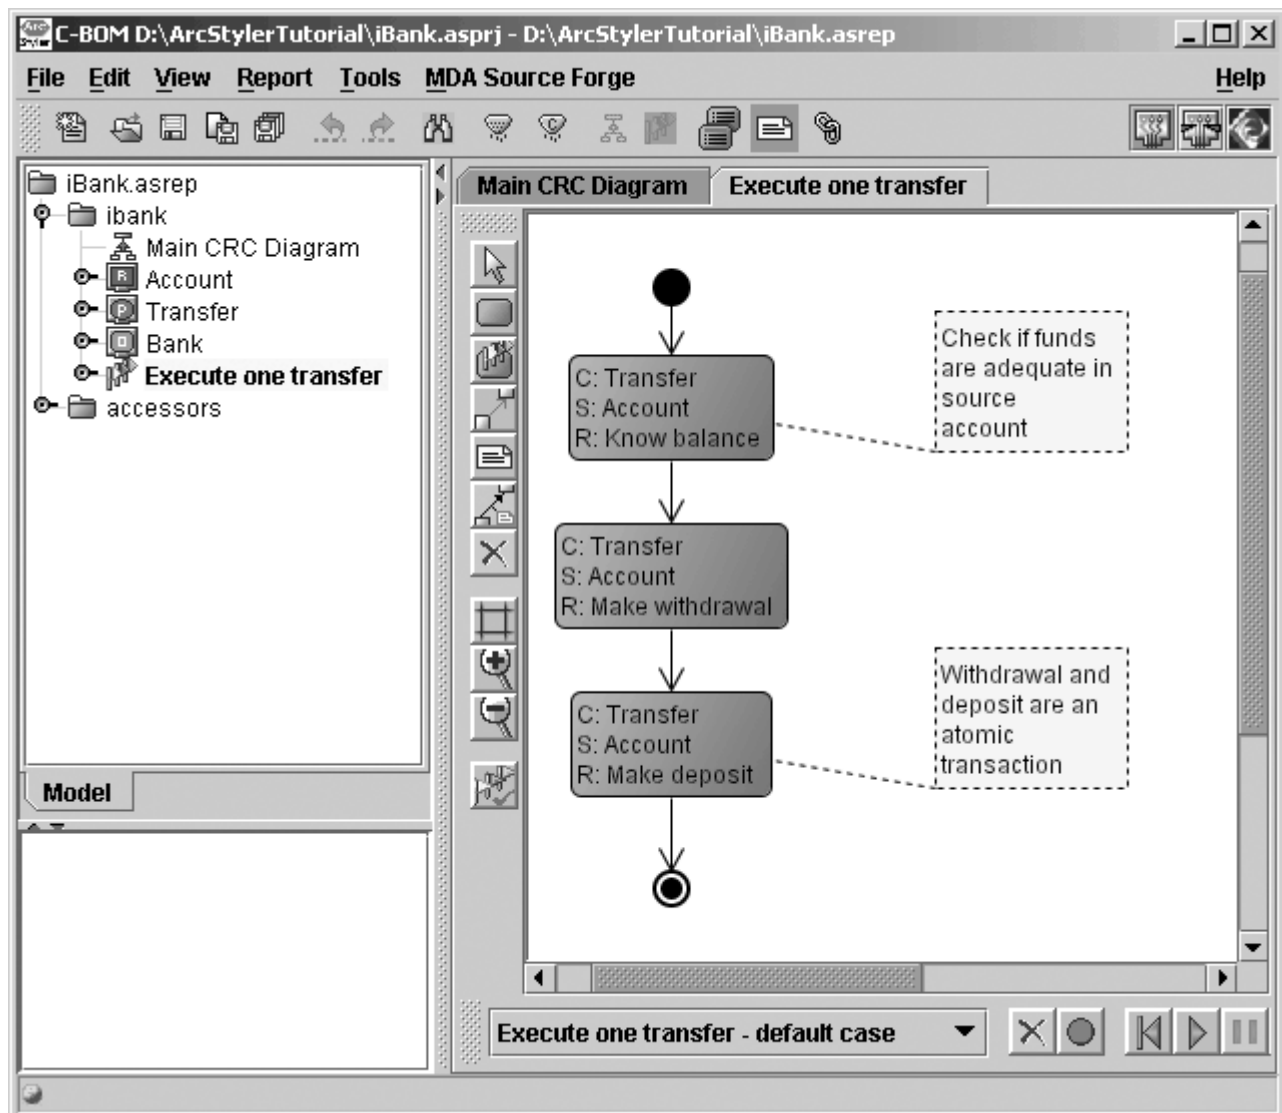 C-BOM D:\ArcStylerTutorial\iBank.asprj - D:\ArcStylerTutorial\iBank.asrep
File Edit View Report Tools MDA Source Forge Help
iBank.asrep
ibank
Main CRC Diagram
Account
Transfer
Bank
Execute one transfer
accessors
Model
Main CRC Diagram Execute one transfer
C: Transfer
S: Account
R: Know balance
Check if funds
are adequate in
source
account
C: Transfer
S: Account
R: Make withdrawal
C: Transfer
S: Account
R: Make deposit
Withdrawal and
deposit are an
atomic
transaction
Execute one transfer - default case